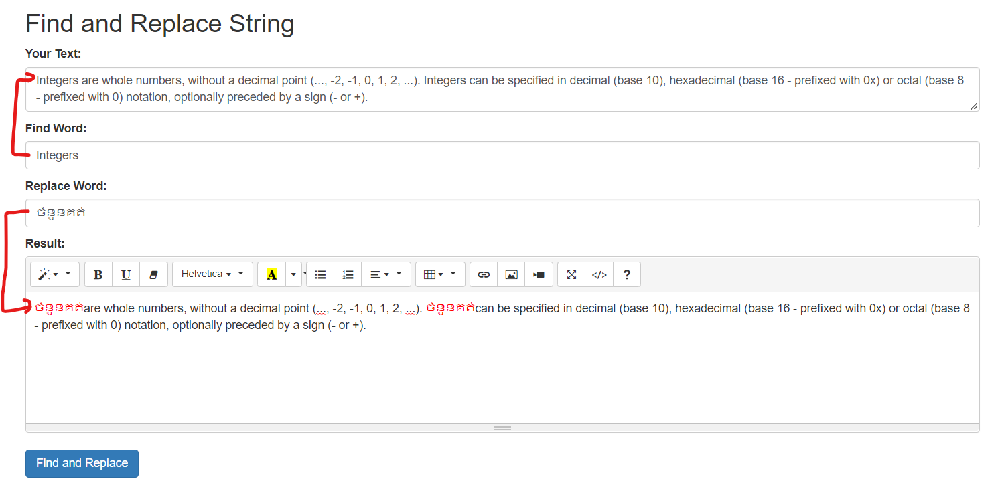 Find and Replace String
Your Text:
Integers are whole numbers, without a decimal point (..., -2, -1, 0, 1, 2, ...). Integers can be specified in decimal (base 10), hexadecimal (base 16 - prefixed with 0x) or octal (base 8
- prefixed with 0) notation, optionally preceded by a sign (- or +).
Find Word:
Integers
Replace Word:
ចំនួនគត់
Result:
B U Helvetica A </> ?
ចំនួនគត់are whole numbers, without a decimal point (..., -2, -1, 0, 1, 2, ...). ចំនួនគត់can be specified in decimal (base 10), hexadecimal (base 16 - prefixed with 0x) or octal (base 8
- prefixed with 0) notation, optionally preceded by a sign (- or +).
Find and Replace